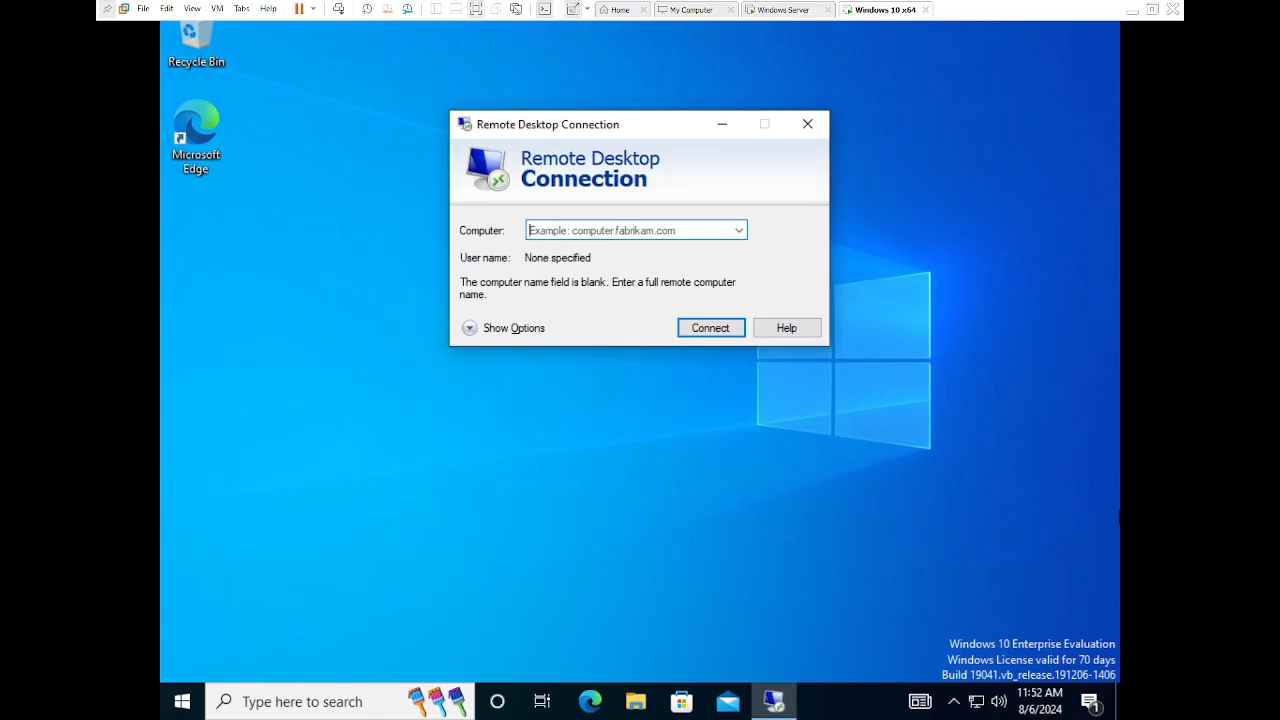 File Edit View VM Tabs Help Home My Computer Windows Server Windows 10 x64
Recycle Bin
Microsoft
Edge
Remote Desktop Connection
Remote Desktop
Connection
Computer: Example: computer.fabrikam.com
User name: None specified
The computer name field is blank. Enter a full remote computer
name.
Show Options Connect Help
Windows 10 Enterprise Evaluation
Windows License valid for 70 days
Build 19041.vb_release.191206-1406
Type here to search
11:52 AM
8/6/2024
1